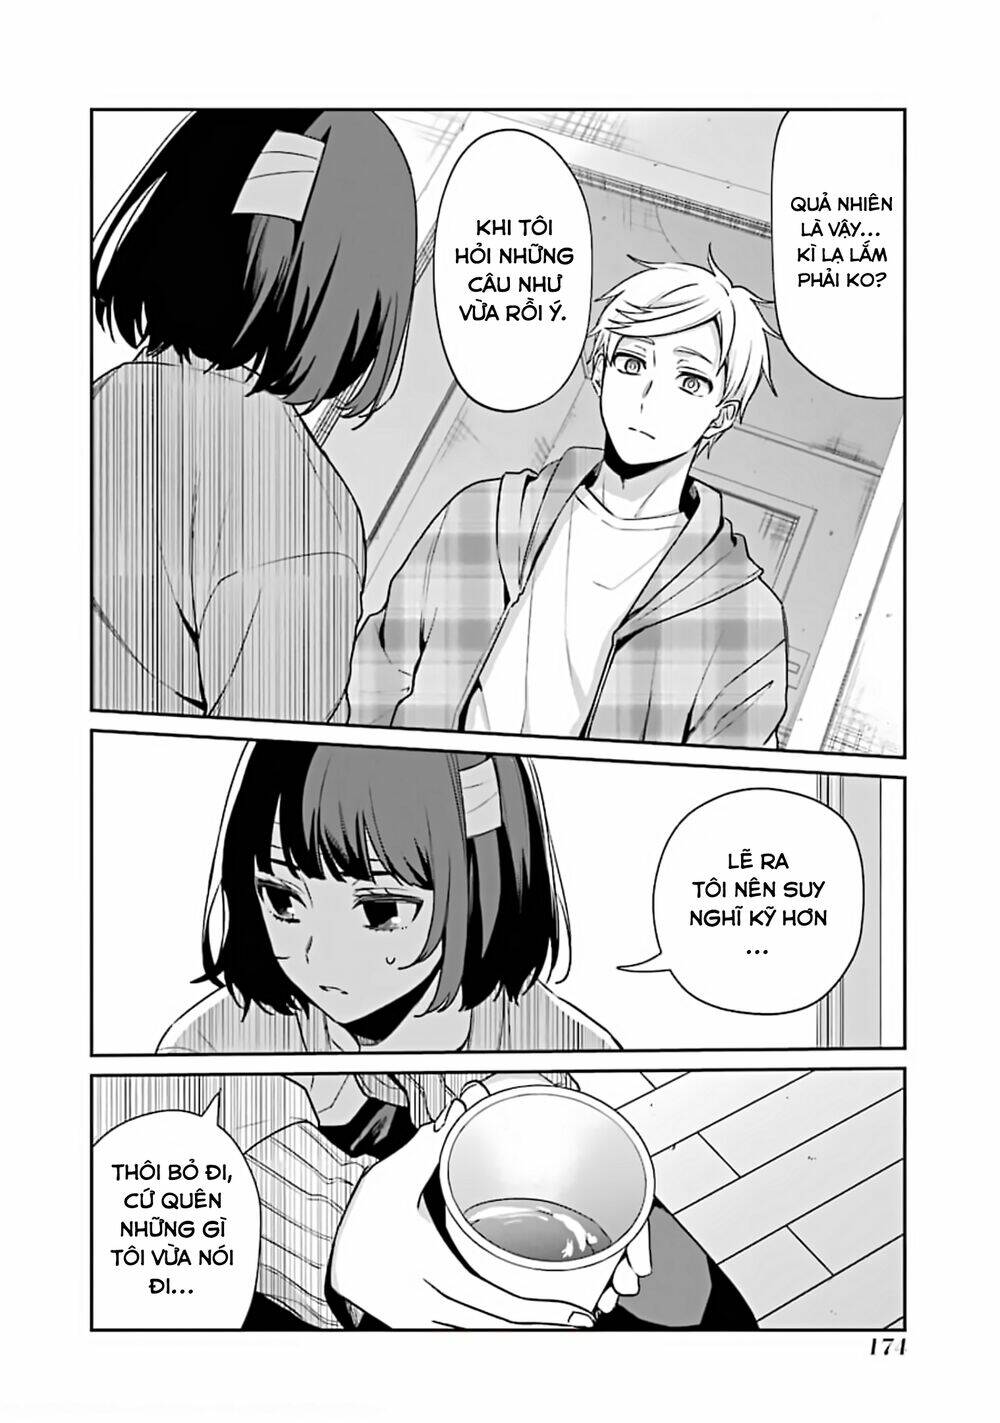 QUẢ NHIÊN
LÀ VẬY...
KÌ LẠ LẮM
PHẢI KO?
KHI TÔI
HỎI NHỮNG
CÂU NHƯ
VỪA RỒI Ý.
LẼ RA
TÔI NÊN SUY
NGHĨ KỸ HƠN
...
THÔI BỎ ĐI,
CỨ QUÊN
NHỮNG GÌ
TÔI VỪA NÓI
ĐI...
174